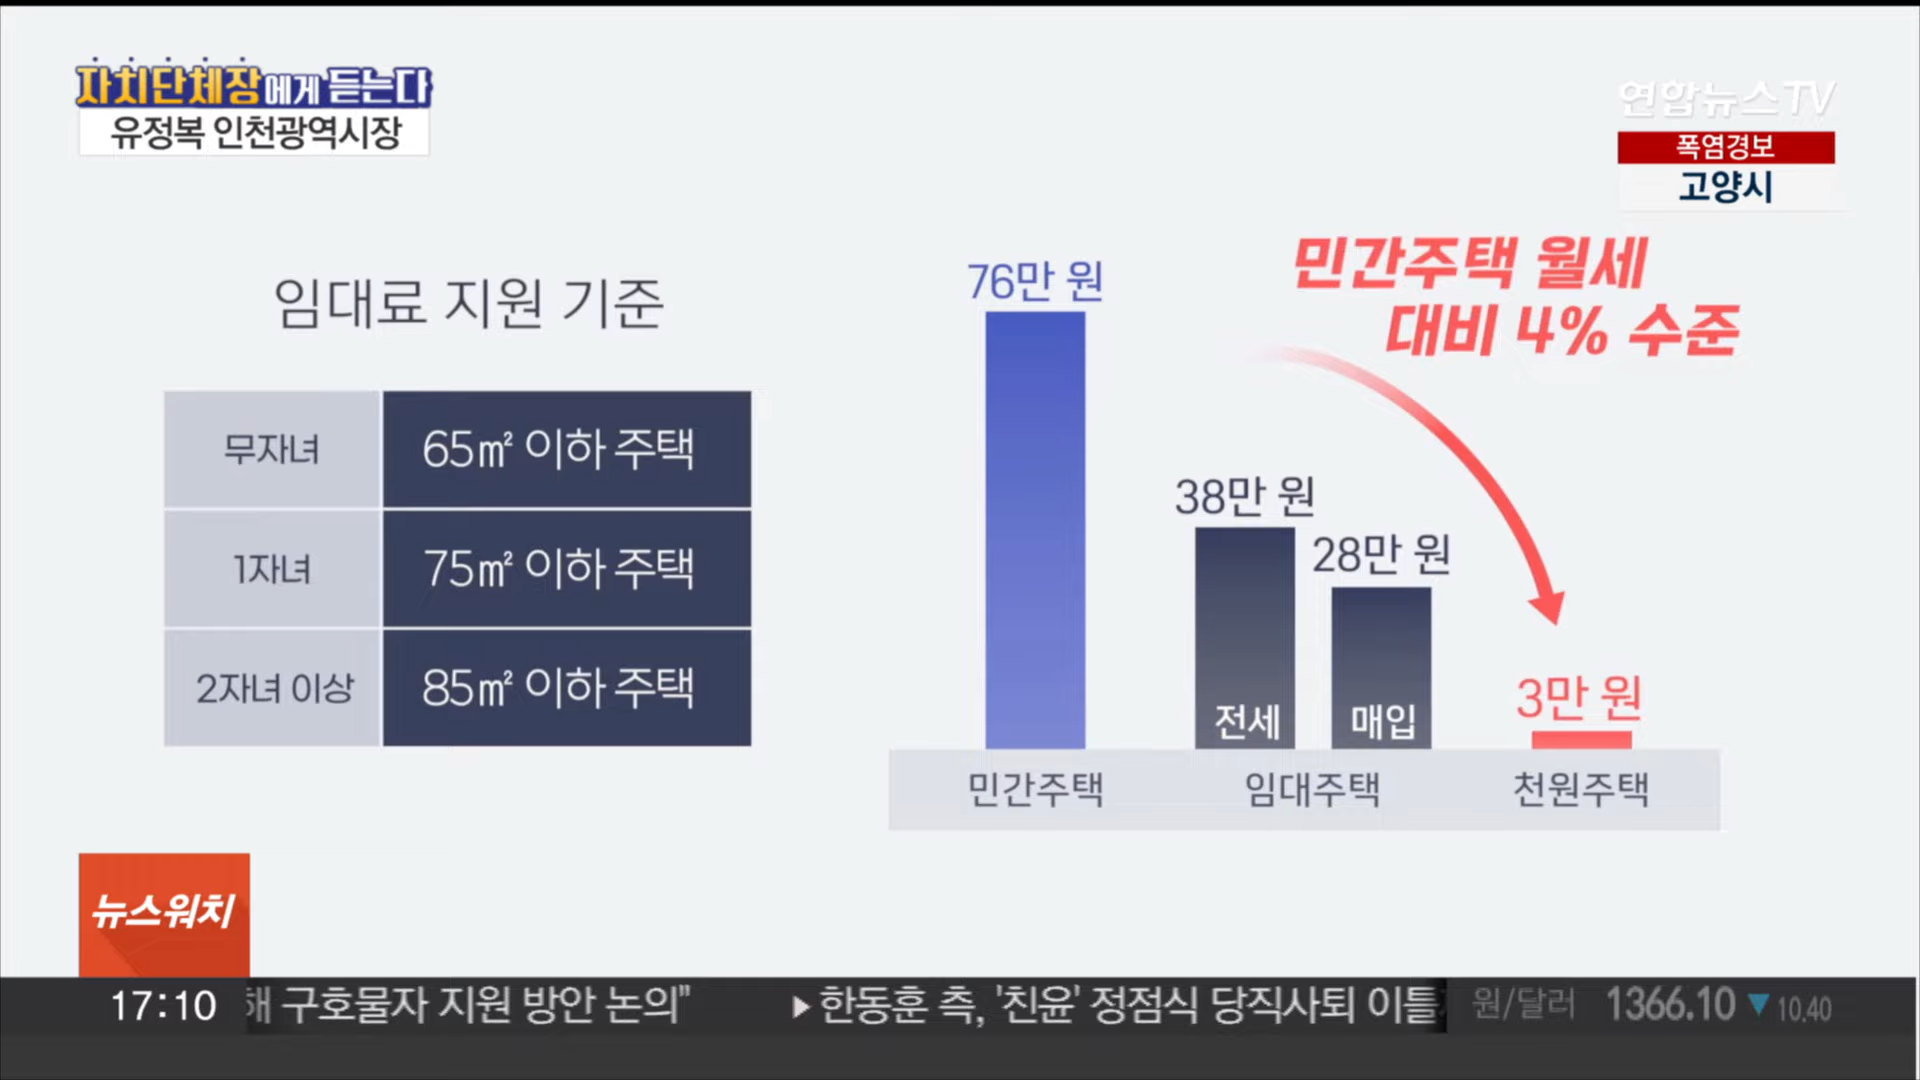 자치단체장에게 듣는다
유정복 인천광역시장
연합뉴스TV
폭염경보
고양시
임대료 지원 기준
무자녀 65㎡ 이하 주택
1자녀 75㎡ 이하 주택
2자녀 이상 85㎡ 이하 주택
민간주택 월세
대비 4% 수준
76만 원
38만 원
28만 원
3만 원
전세 매입
민간주택 임대주택 천원주택
뉴스워치
17:10 해 구호물자 지원 방안 논의" ▶한동훈 측, '친윤' 정점식 당직사퇴 이틀 원/달러 1366.10 ▼ 10.40